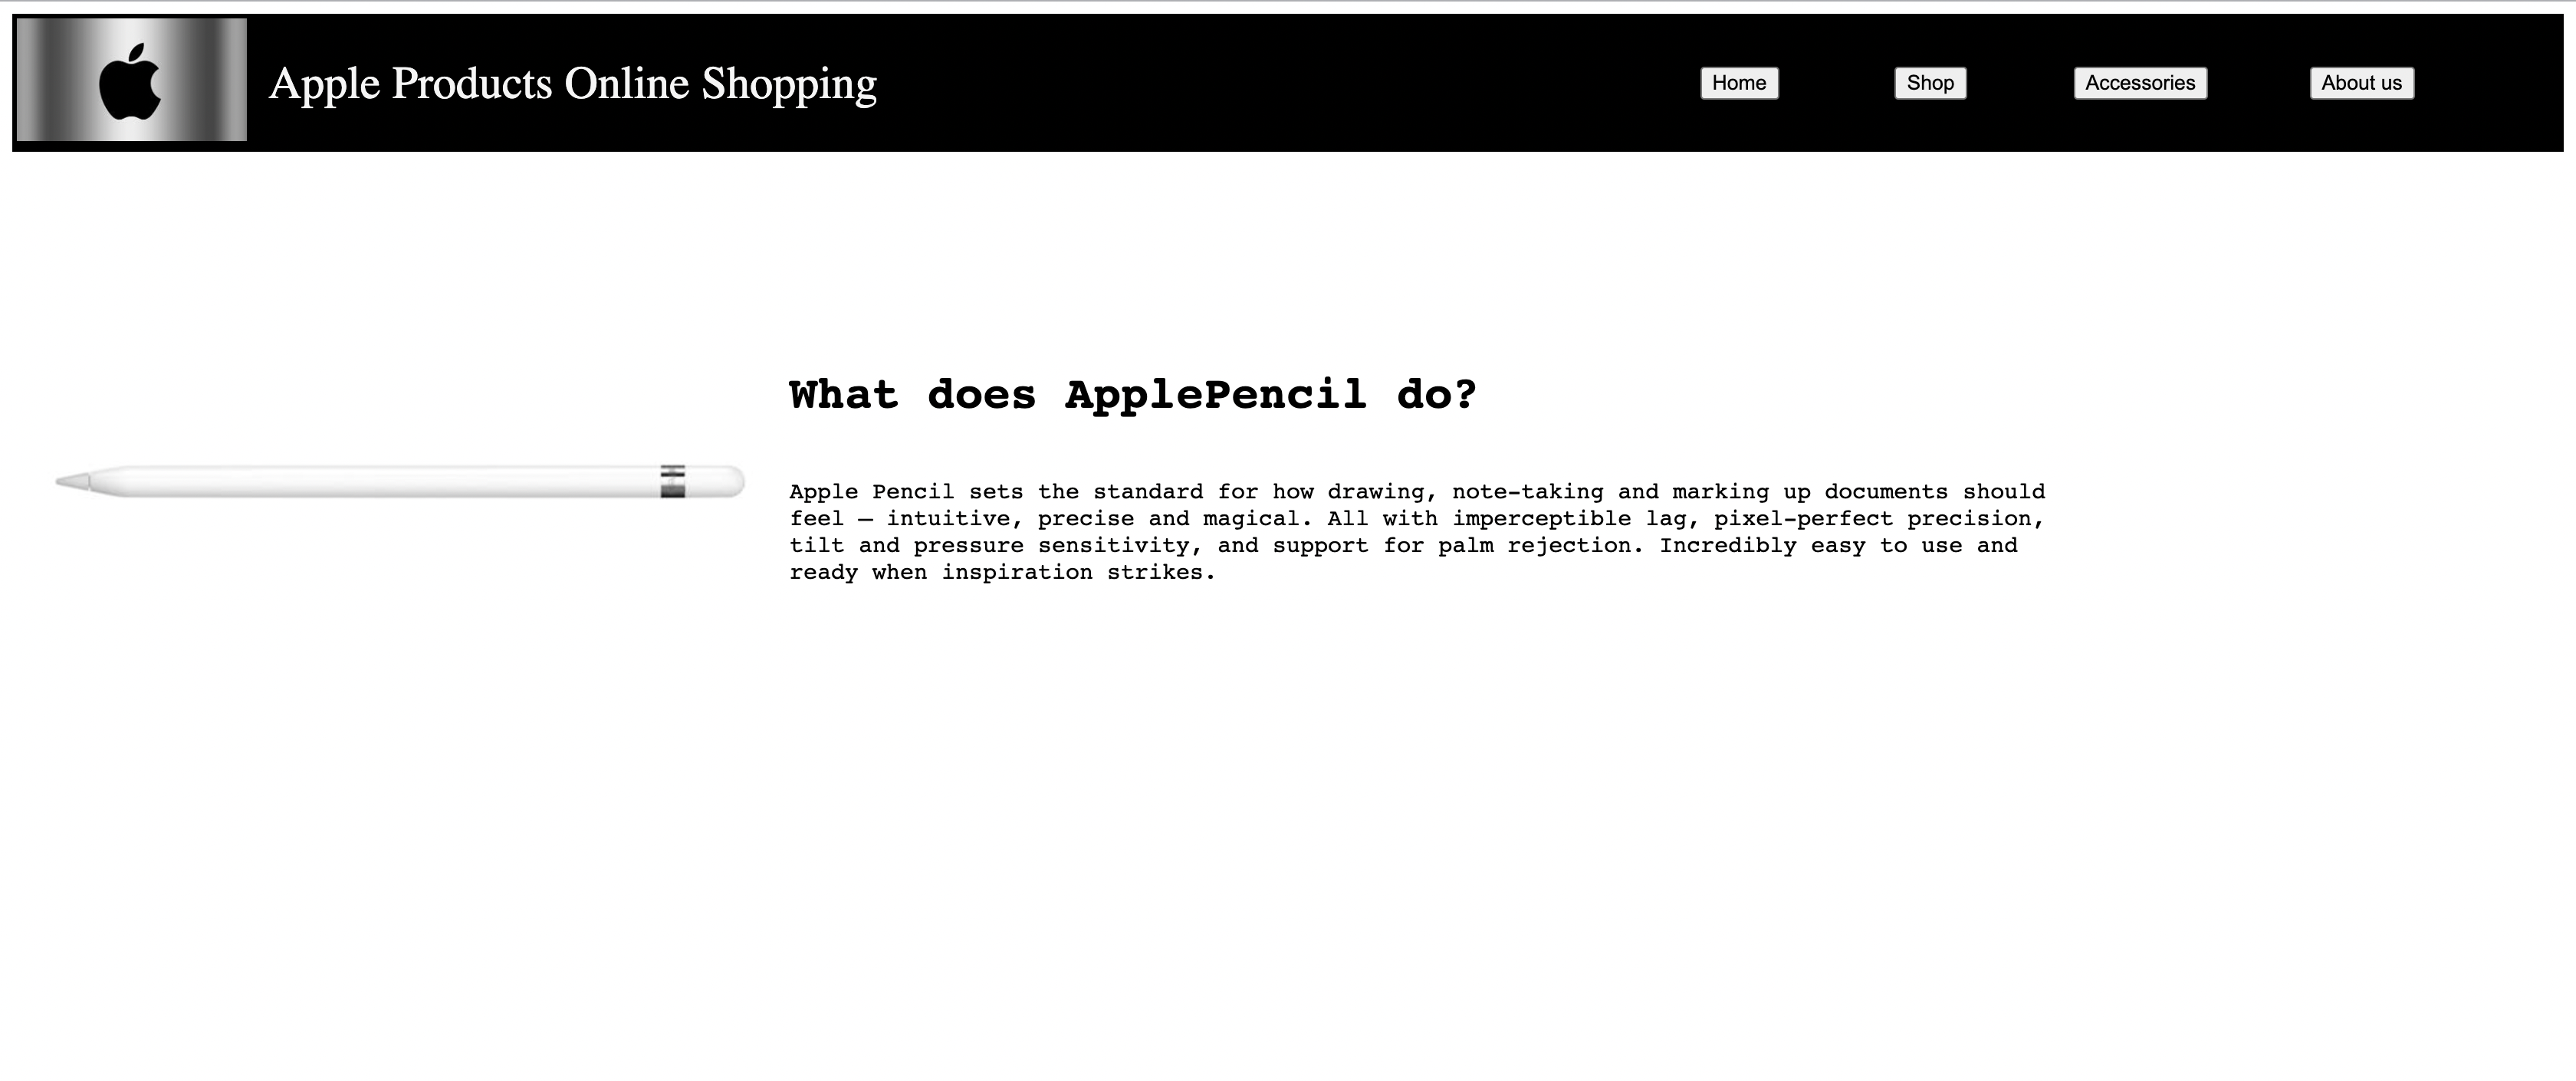 Apple Products Online Shopping
Home
Shop
Accessories
About us
What does ApplePencil do?
Apple Pencil sets the standard for how drawing, note-taking and marking up documents should
feel — intuitive, precise and magical. All with imperceptible lag, pixel-perfect precision,
tilt and pressure sensitivity, and support for palm rejection. Incredibly easy to use and
ready when inspiration strikes.